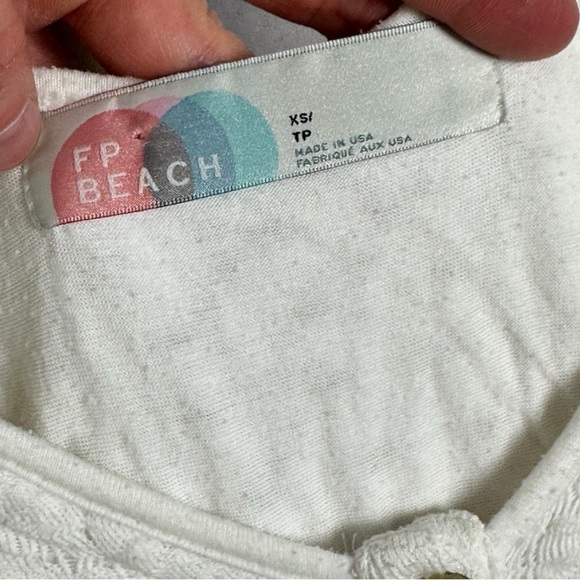 FP
BEACH
XS/
TP
MADE IN USA
FABRIQUÉ AUX USA